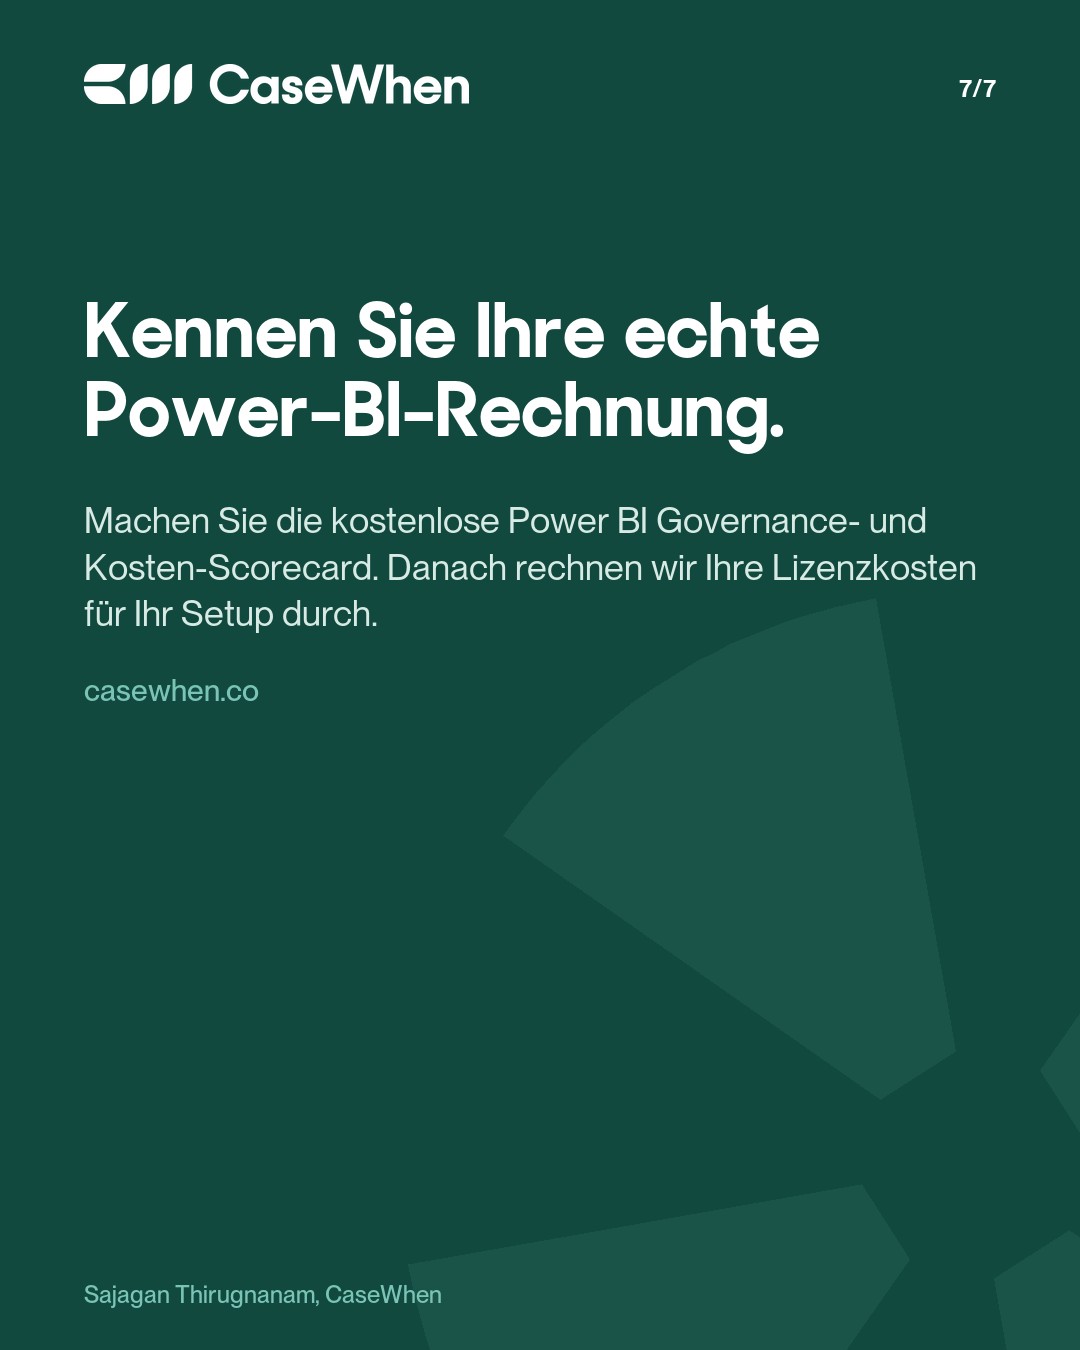 CaseWhen
7/7
Kennen Sie Ihre echte
Power-BI-Rechnung.
Machen Sie die kostenlose Power BI Governance- und
Kosten-Scorecard. Danach rechnen wir Ihre Lizenzkosten
für Ihr Setup durch.
casewhen.co
Sajagan Thirugnanam, CaseWhen